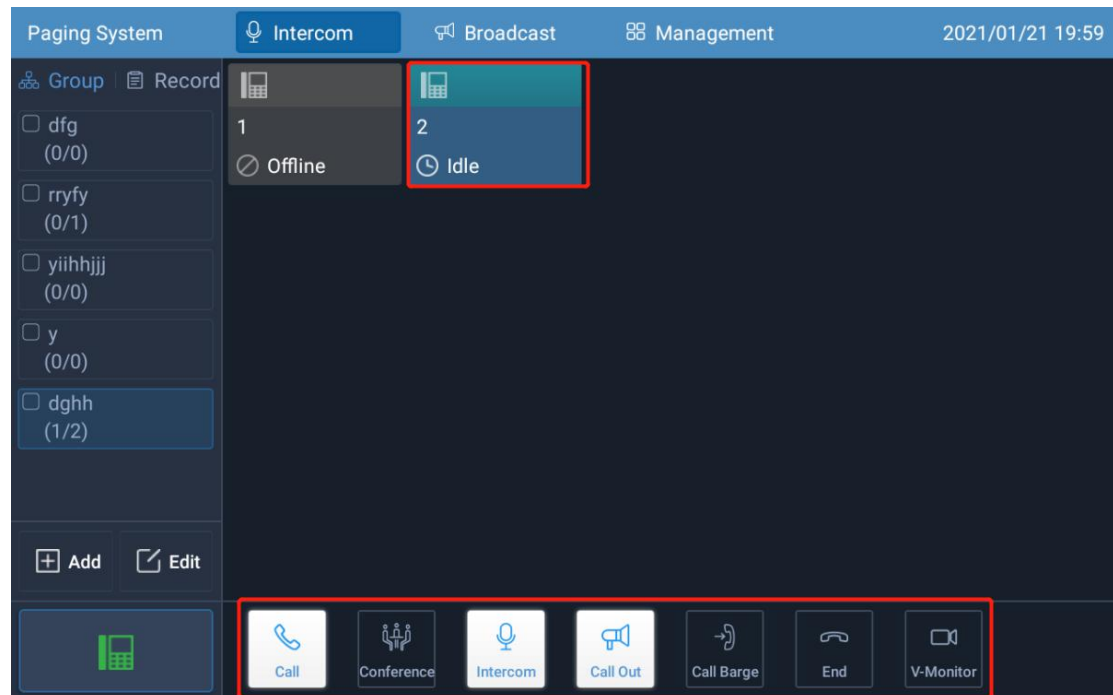 Paging System
Intercom
Broadcast
Management
2021/01/21 19:59
Group
Record
dfg
(0/0)
rryfy
(0/1)
yiihhjjj
(0/0)
y
(0/0)
dghh
(1/2)
1
Offline
2
Idle
Add
Edit
Call
Conference
Intercom
Call Out
Call Barge
End
V-Monitor